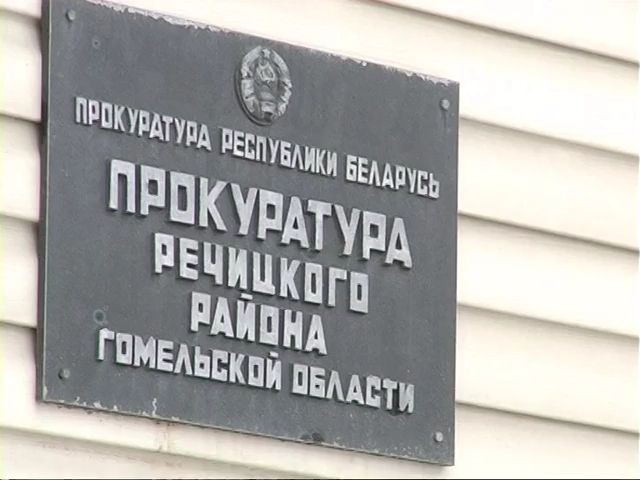 ПРОКУРАТУРА РЕСПУБЛИКИ БЕЛАРУСЬ
ПРОКУРАТУРА
РЕЧИЦКОГО
РАЙОНА
ГОМЕЛЬСКОЙ ОБЛАСТИ